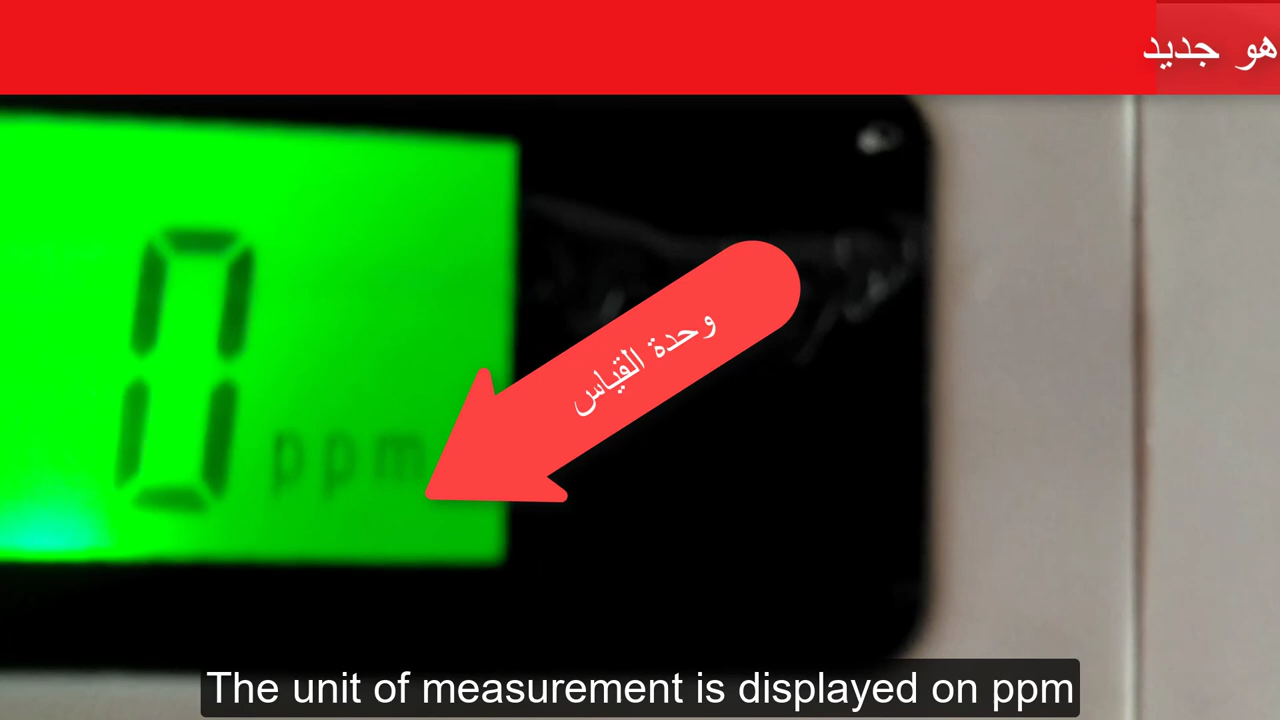 هو جديد
وحدة القياس
0 ppm
The unit of measurement is displayed on ppm